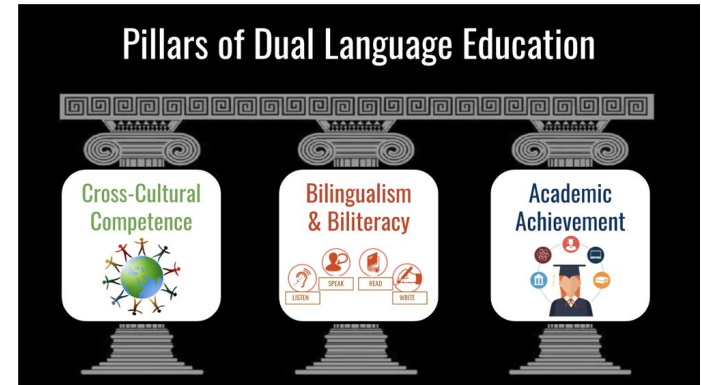 Pillars of Dual Language Education
Cross-Cultural
Competence
Bilingualism
& Biliteracy
LISTEN
SPEAK
READ
WRITE
Academic
Achievement